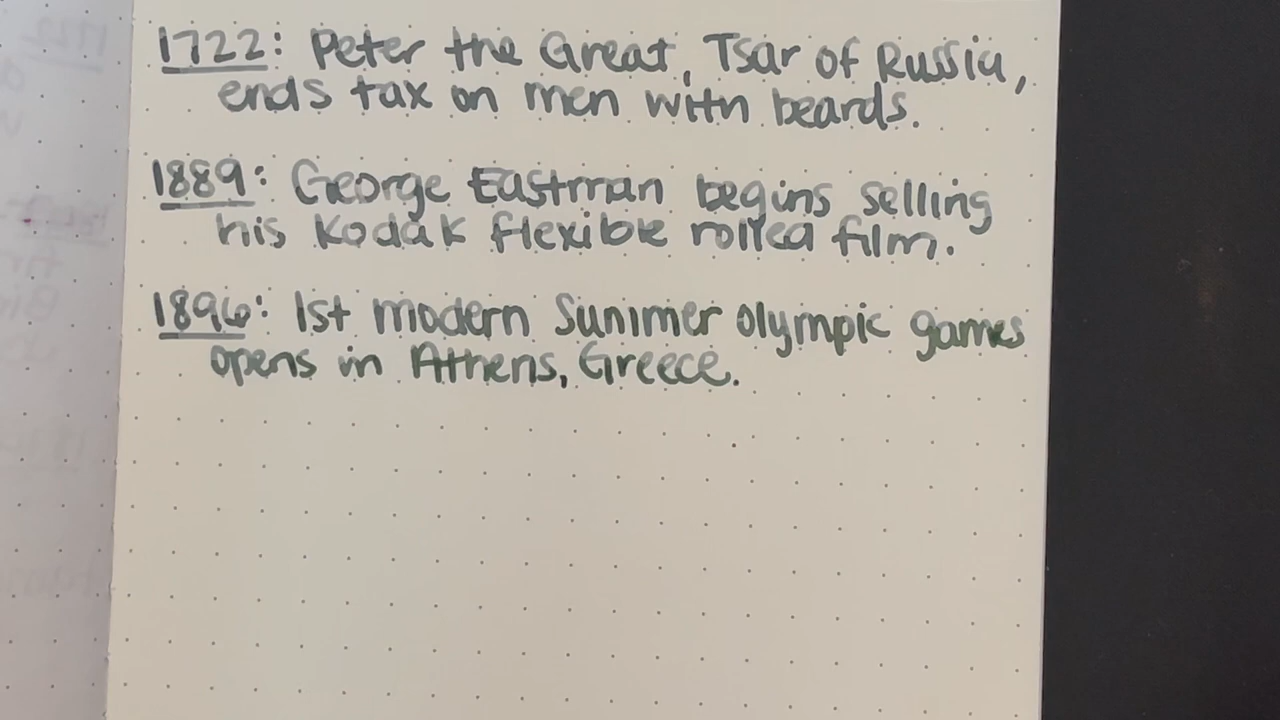 1722: Peter the Great, Tsar of Russia,
ends tax on men with beards.
1889: George Eastman begins selling
his Kodak flexible rolled film.
1896: 1st modern Summer Olympic games
opens in Athens, Greece.